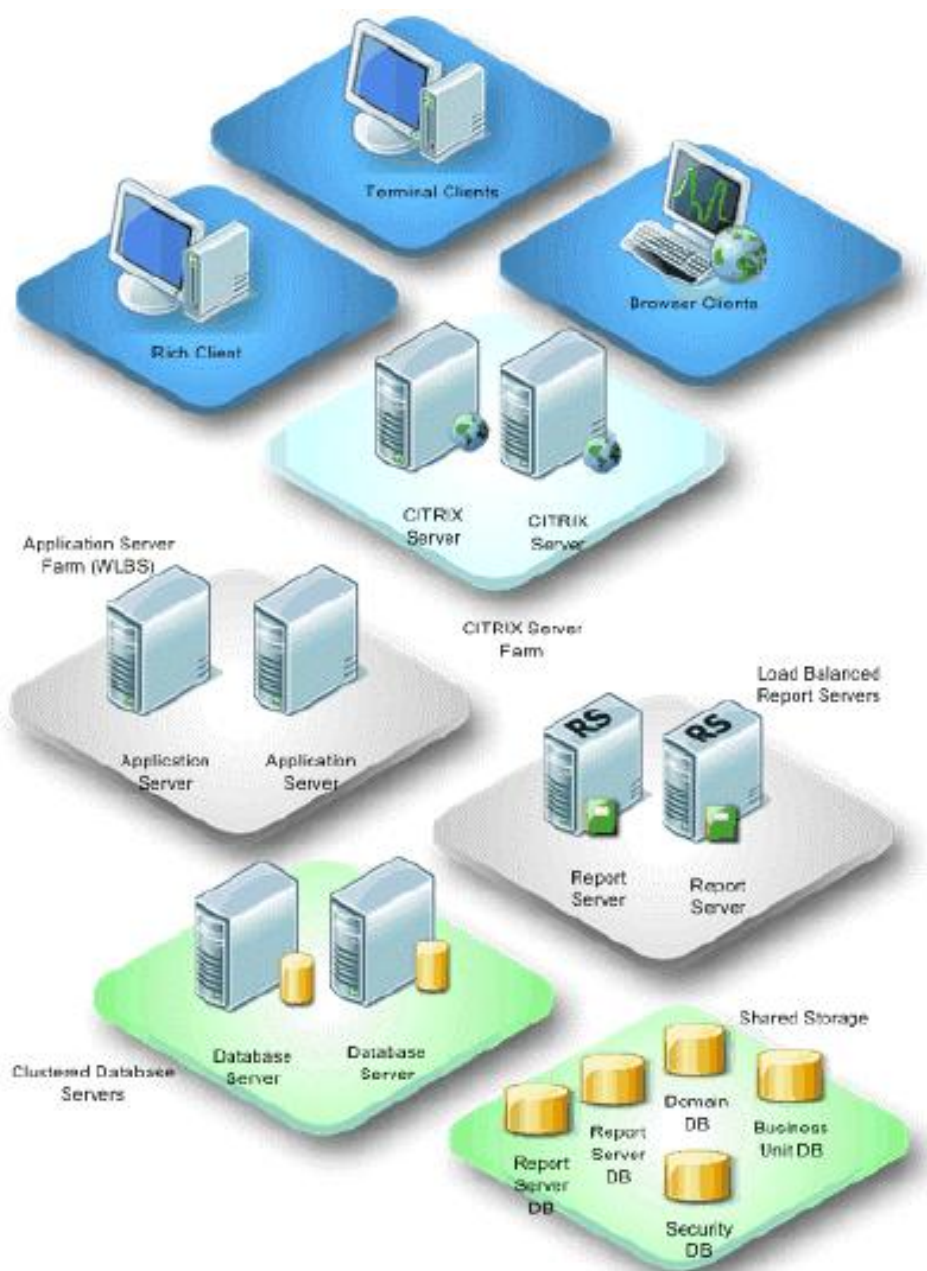 Terminal Clients
Browser Clients
Rich Client
CITRIX
Server
CITRIX
Server
Application Server
Farm (WLBS)
CITRIX Server
Farm
Load Balanced
Report Servers
RS
RS
Application
Server
Application
Server
Report
Server
Report
Server
Shared Storage
Database
Server
Database
Server
Clustered Database
Servers
Domain
DB
Business
Unit DB
Report
Server
DB
Report
Server
DB
Security
DB